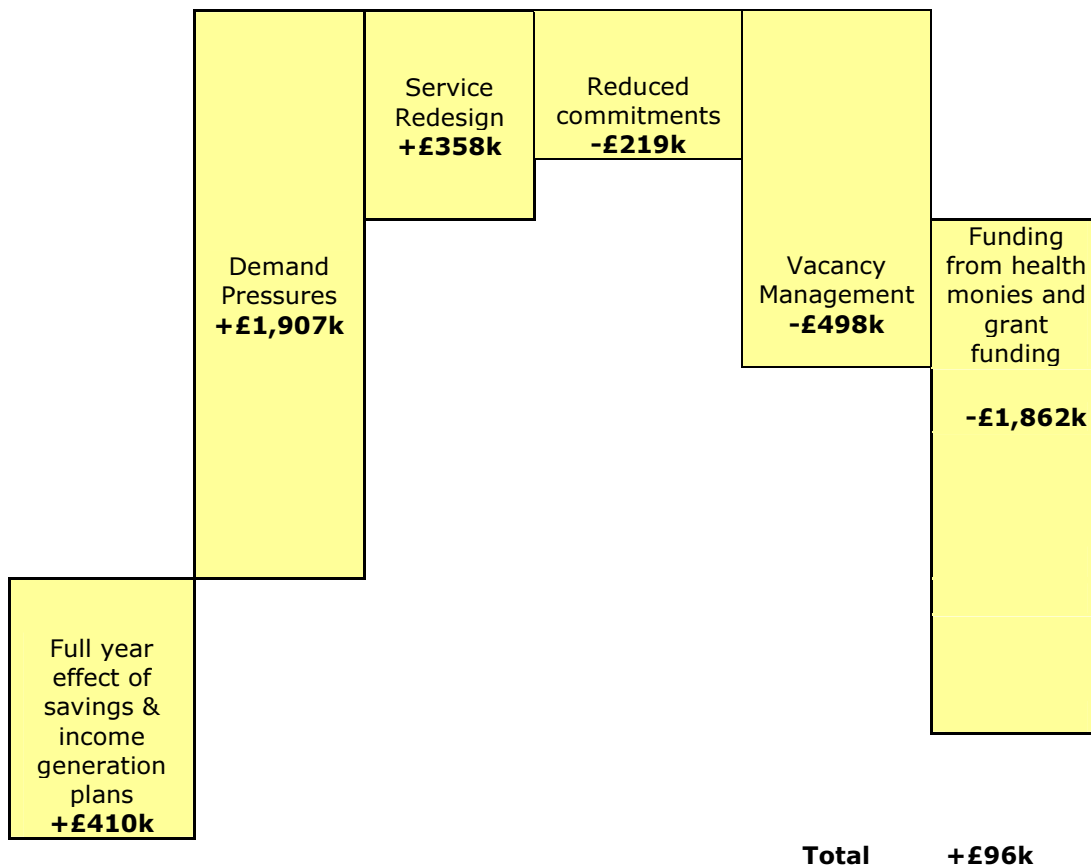 Full year
effect of
savings &
income
generation
plans
+£410k
Demand
Pressures
+£1,907k
Service
Redesign
+£358k
Reduced
commitments
-£219k
Vacancy
Management
-£498k
Funding
from health
monies and
grant
funding
-£1,862k
Total +£96k